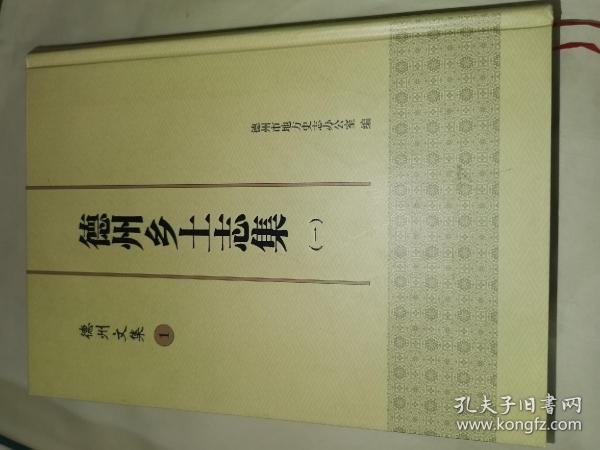 德州市地方史志办公室 编
德州乡土志集
(一)
德州文集 1
孔夫子旧书网
www.kongfz.com